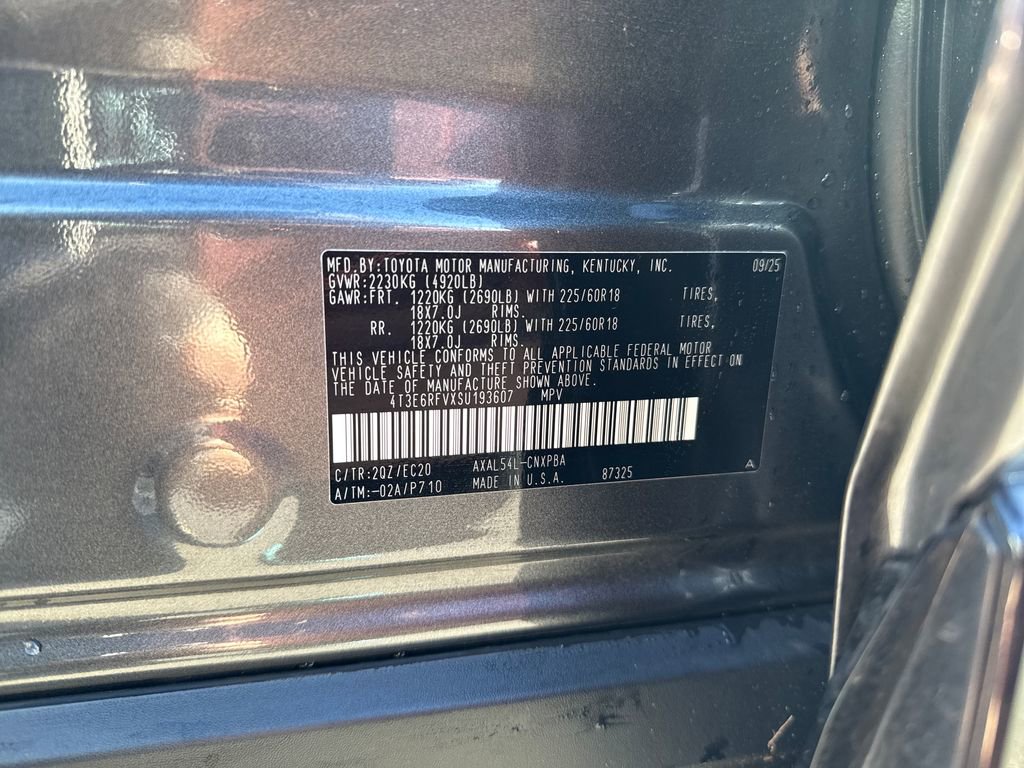 MFD.BY:TOYOTA MOTOR MANUFACTURING, KENTUCKY, INC. 09/25
GVWR:2230KG (4920LB)
GAWR:FRT. 1220KG (2690LB) WITH 225/60R18 TIRES,
18X7.0J RIMS.
RR. 1220KG (2690LB) WITH 225/60R18 TIRES,
18X7.0J RIMS.
THIS VEHICLE CONFORMS TO ALL APPLICABLE FEDERAL MOTOR
VEHICLE SAFETY AND THEFT PREVENTION STANDARDS IN EFFECT ON
THE DATE OF MANUFACTURE SHOWN ABOVE.
4T3E6RFVXSU193607 MPV
C/TR:2QZ/EC20 AXAL54L-CNXPBA A
A/TM:-02A/P710 MADE IN U.S.A. 87325